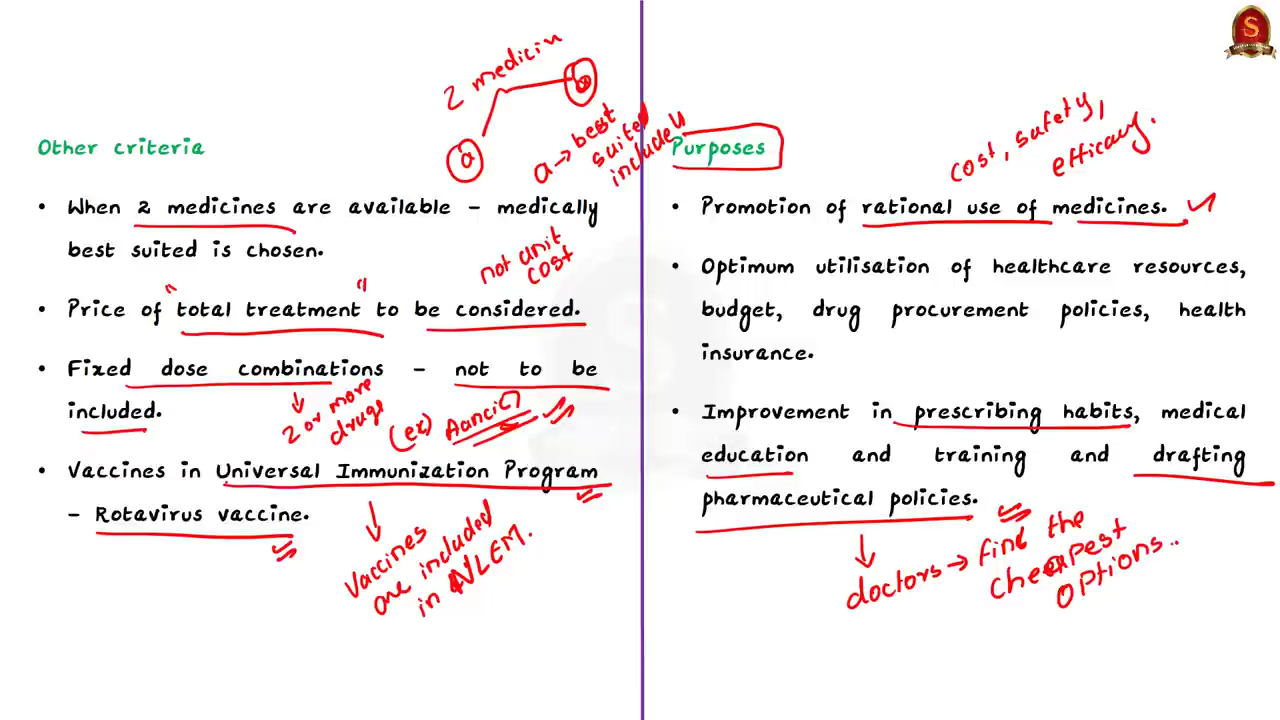 2 medicin
a
a
a → best
suited
included
Other criteria
• When 2 medicines are available – medically
best suited is chosen.
not unit
cost
• Price of "total treatment" to be considered.
• Fixed dose combinations – not to be
included.
2 or more
drugs
(ex)
• Vaccines in Universal Immunization Program
– Rotavirus vaccine.
Vaccines
are included
in NLEM.
S
Purposes
cost, safety,
efficacy.
• Promotion of rational use of medicines.
• Optimum utilisation of healthcare resources,
budget, drug procurement policies, health
insurance.
• Improvement in prescribing habits, medical
education and training and drafting
pharmaceutical policies.
doctors → find the
cheapest
options..